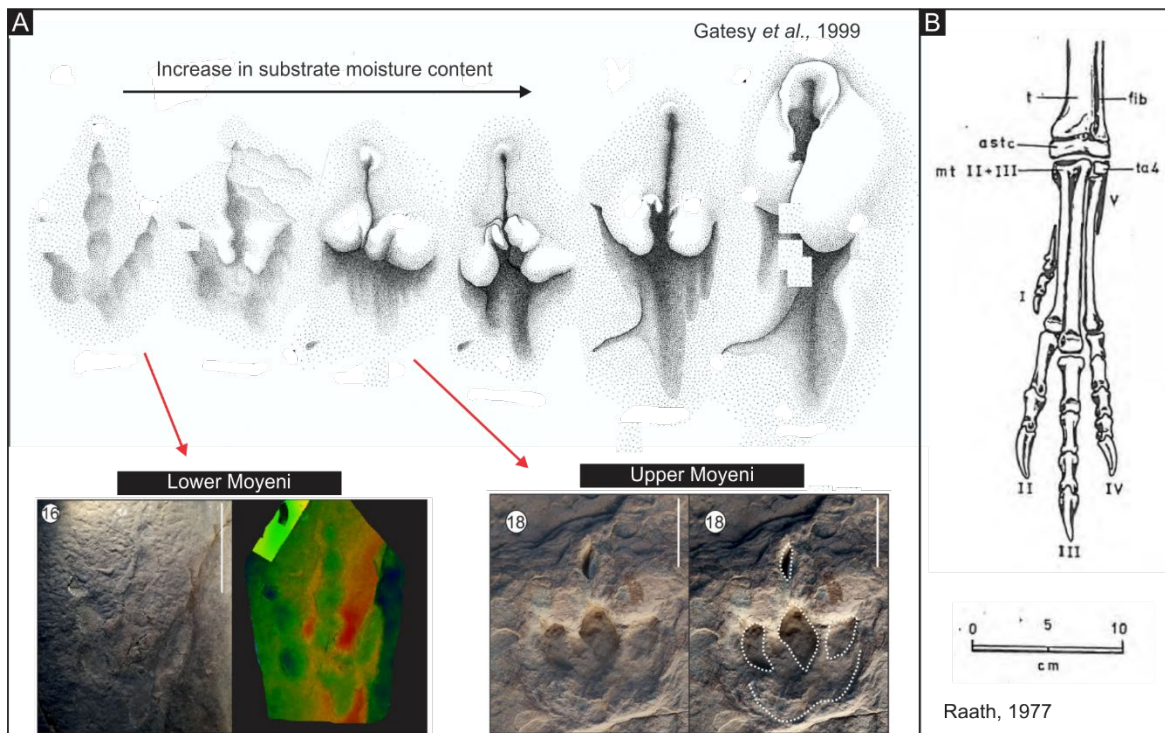 A
Gatesy et al., 1999
Increase in substrate moisture content
Lower Moyeni
16
Upper Moyeni
18
18
B
t
fib
astc
mt II+III
ta4
V
I
II
IV
III
0 5 10
cm
Raath, 1977